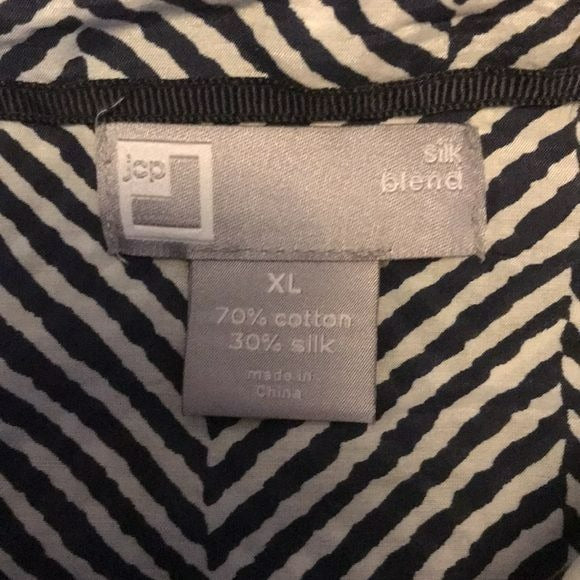 jcp
silk
blend
XL
70% cotton
30% silk
made in
China